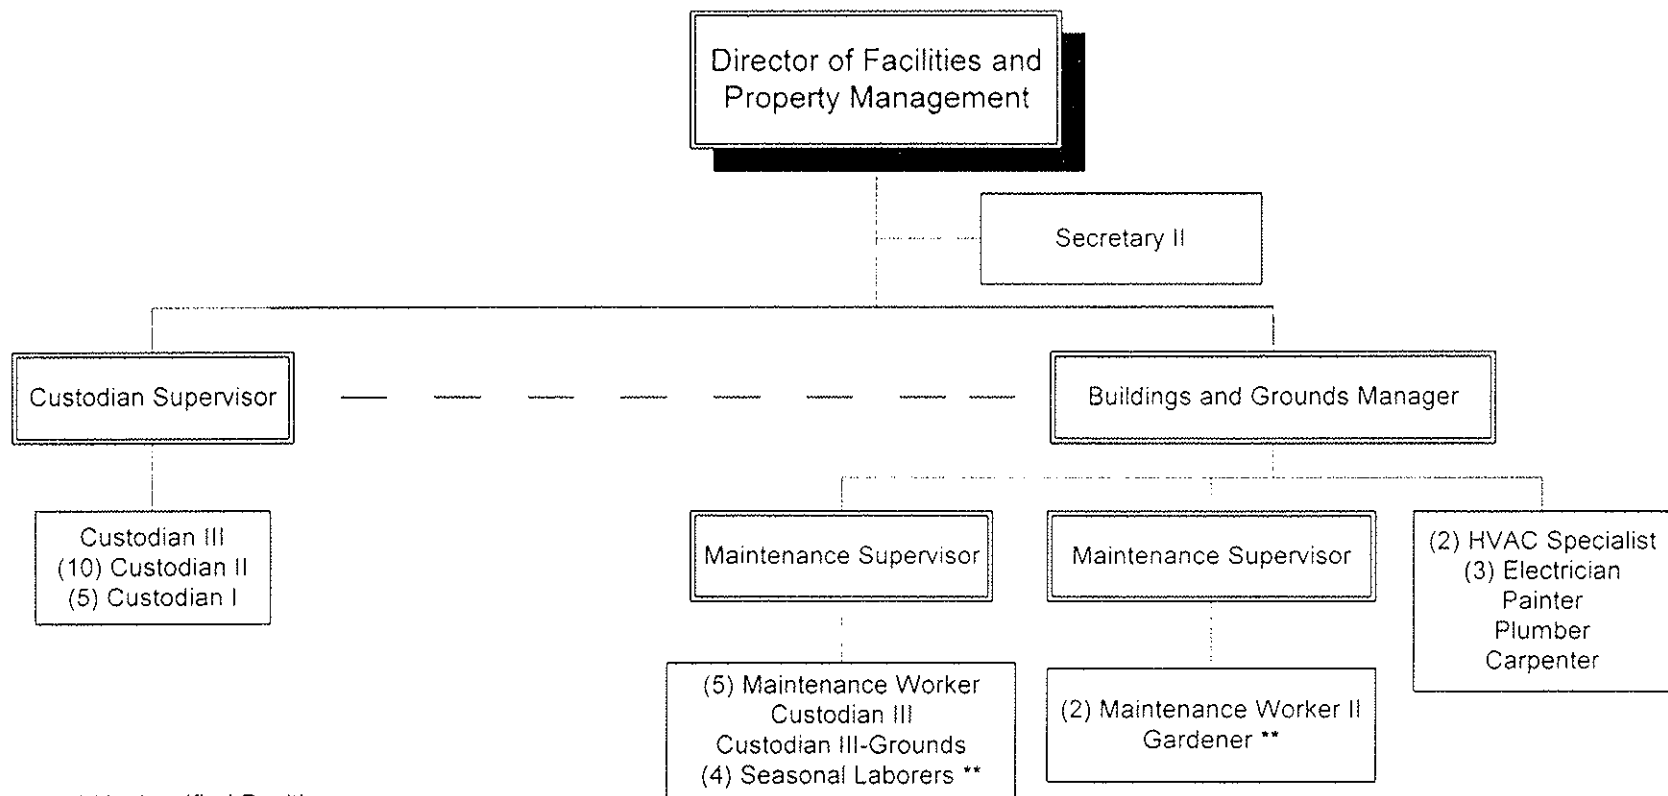 Director of Facilities and
Property Management
Secretary II
Custodian Supervisor
Buildings and Grounds Manager
Custodian III
(10) Custodian II
(5) Custodian I
Maintenance Supervisor
Maintenance Supervisor
(2) HVAC Specialist
(3) Electrician
Painter
Plumber
Carpenter
(5) Maintenance Worker
Custodian III
Custodian III-Grounds
(4) Seasonal Laborers **
(2) Maintenance Worker II
Gardener **